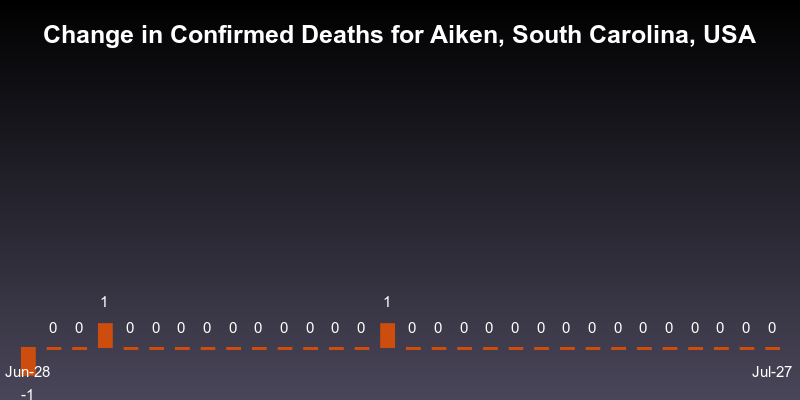 Change in Confirmed Deaths for Aiken, South Carolina, USA
1 1
0 0 0 0 0 0 0 0 0 0 0 0 0 0 0 0 0 0 0 0 0 0 0 0 0 0 0
Jun-28 Jul-27
-1